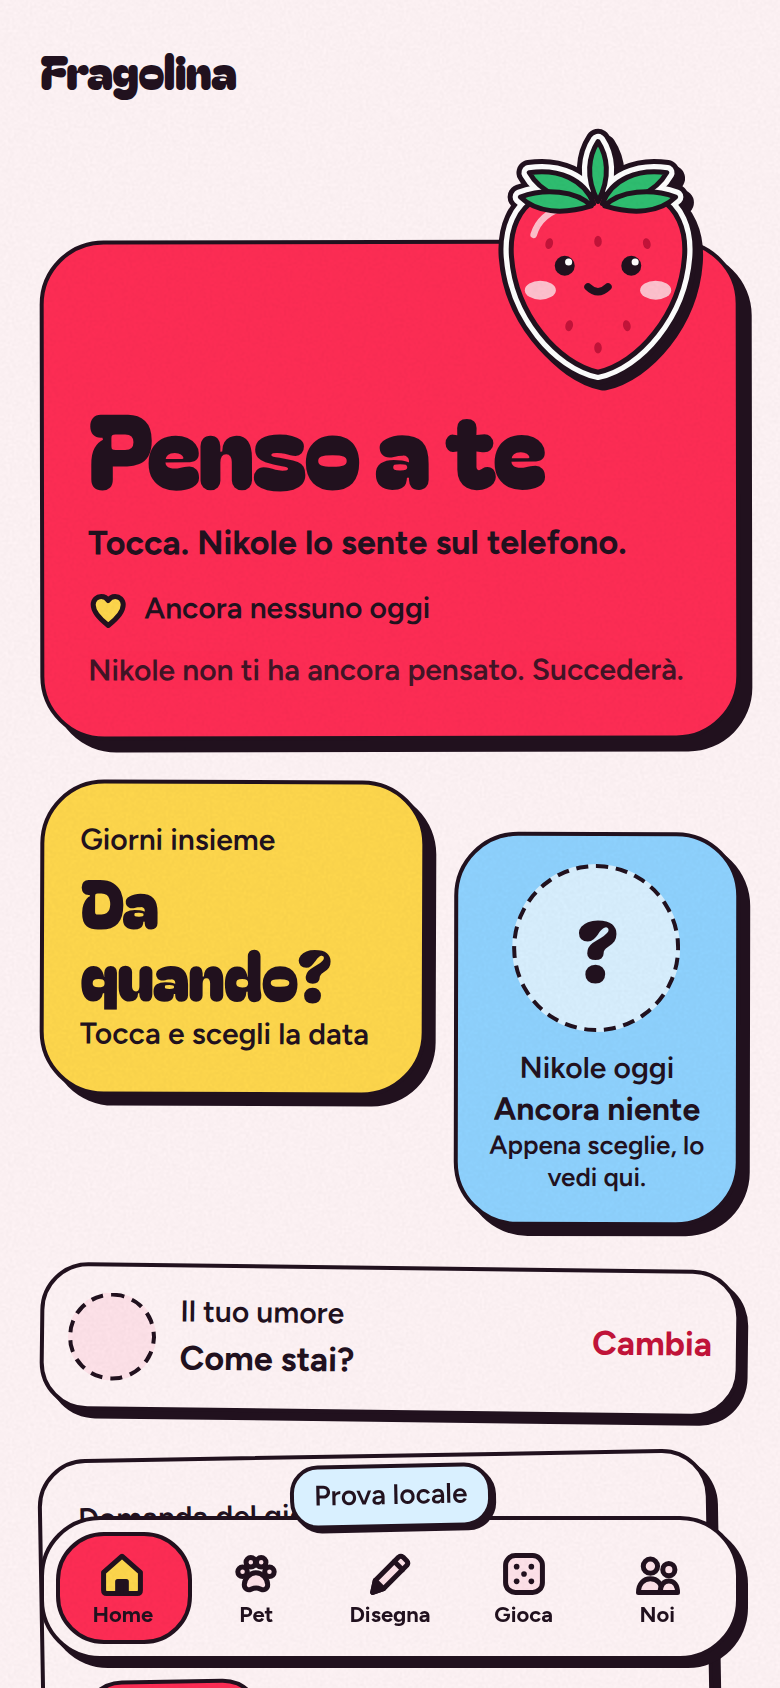 Fragolina
Penso a te
Tocca. Nikole lo sente sul telefono.
Ancora nessuno oggi
Nikole non ti ha ancora pensato. Succederà.
Giorni insieme
Da
quando?
Tocca e scegli la data
?
Nikole oggi
Ancora niente
Appena sceglie, lo
vedi qui.
Il tuo umore
Come stai?
Cambia
Prova locale
Domanda del
Home
Pet
Disegna
Gioca
Noi